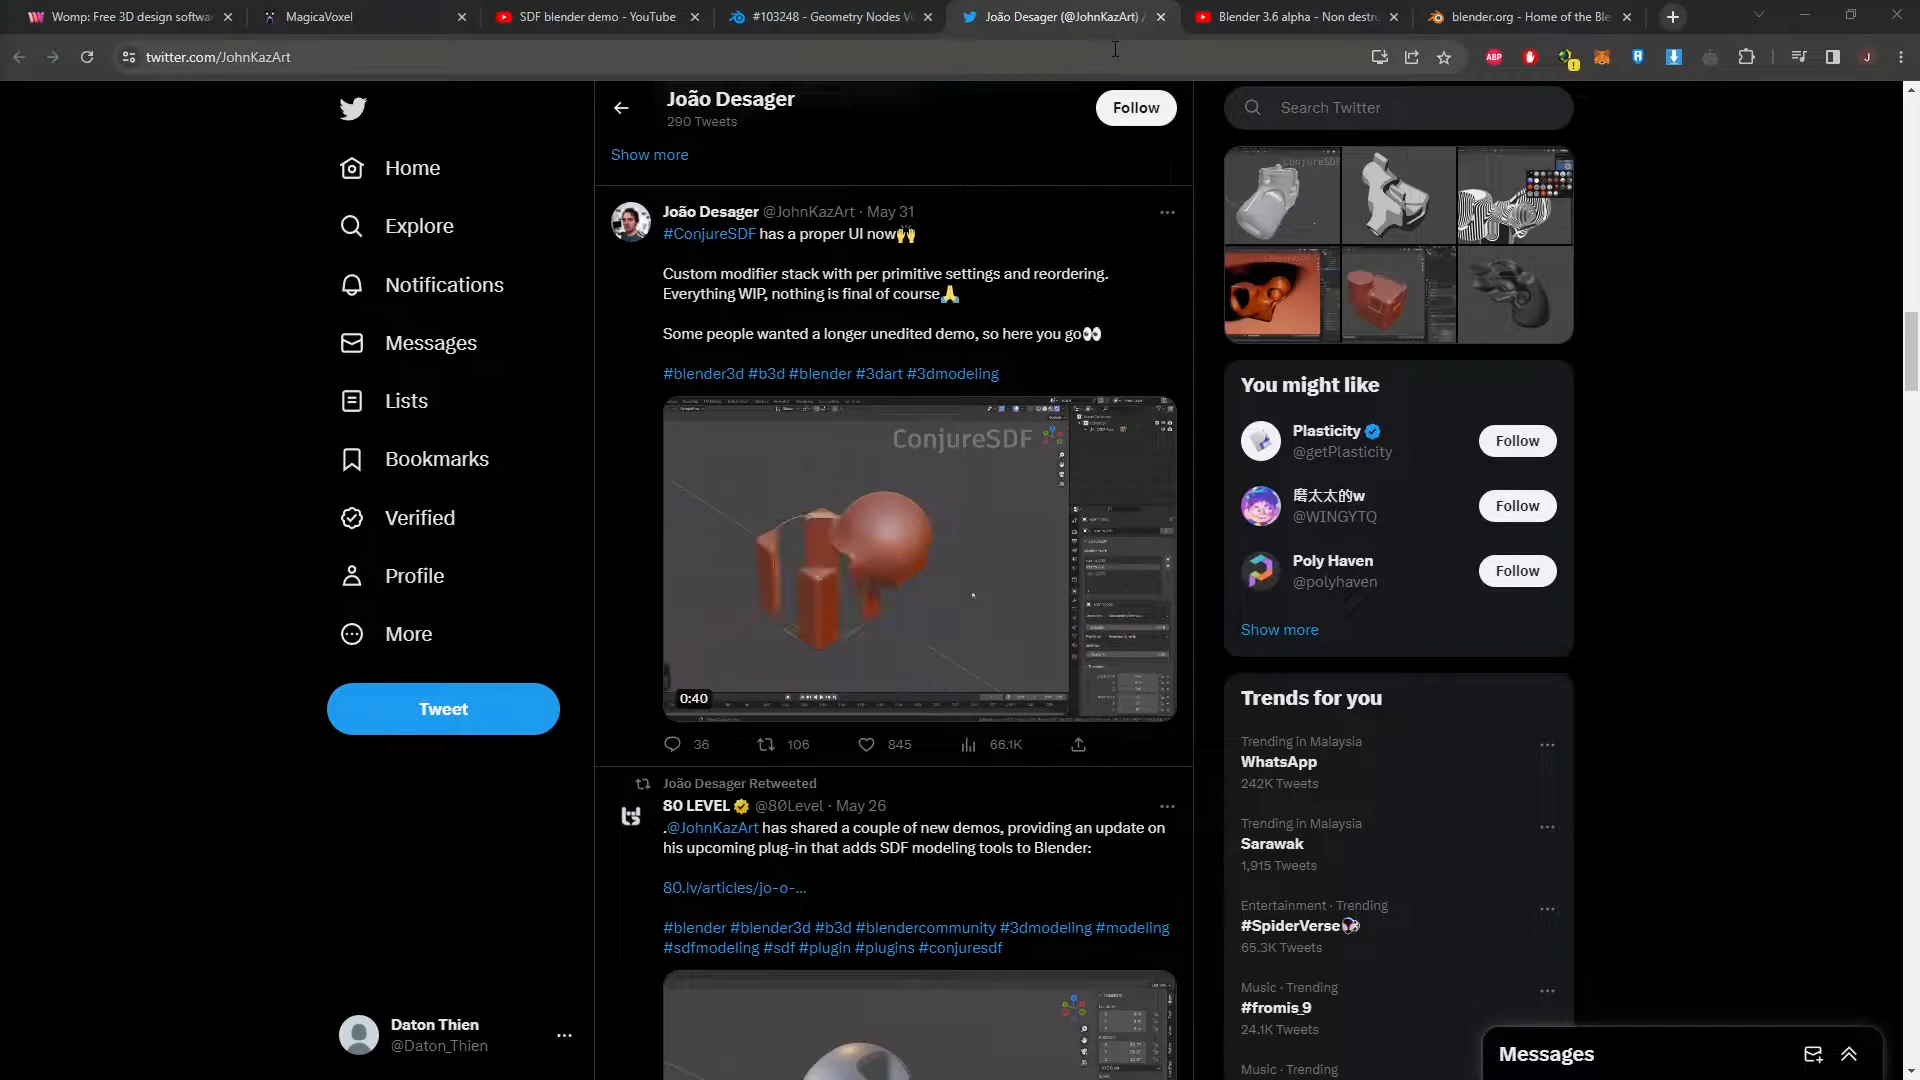 Womp: Free 3D design softwa
MagicaVoxel
SDF blender demo - YouTube
#103248 - Geometry Nodes Vo
João Desager (@JohnKazArt) /
Blender 3.6 alpha - Non destru
blender.org - Home of the Ble
twitter.com/JohnKazArt
ABP
J
Home
Explore
Notifications
Messages
Lists
Bookmarks
Verified
Profile
More
Tweet
Daton Thien
@Daton_Thien
João Desager
290 Tweets
Follow
Show more
João Desager @JohnKazArt · May 31
#ConjureSDF has a proper UI now🙌
Custom modifier stack with per primitive settings and reordering.
Everything WIP, nothing is final of course🙏
Some people wanted a longer unedited demo, so here you go👀
#blender3d #b3d #blender #3dart #3dmodeling
ConjureSDF
0:40
36
106
845
66.1K
João Desager Retweeted
80 LEVEL @80Level · May 26
.@JohnKazArt has shared a couple of new demos, providing an update on
his upcoming plug-in that adds SDF modeling tools to Blender:
80.lv/articles/jo-o-...
#blender #blender3d #b3d #blendercommunity #3dmodeling #modeling
#sdfmodeling #sdf #plugin #plugins #conjuresdf
Search Twitter
ConjureSDF
You might like
Plasticity
@getPlasticity
Follow
磨太太的w
@WINGYTQ
Follow
Poly Haven
@polyhaven
Follow
Show more
Trends for you
Trending in Malaysia
WhatsApp
242K Tweets
Trending in Malaysia
Sarawak
1,915 Tweets
Entertainment · Trending
#SpiderVerse
65.3K Tweets
Music · Trending
#fromis_9
24.1K Tweets
Music · Trending
Messages